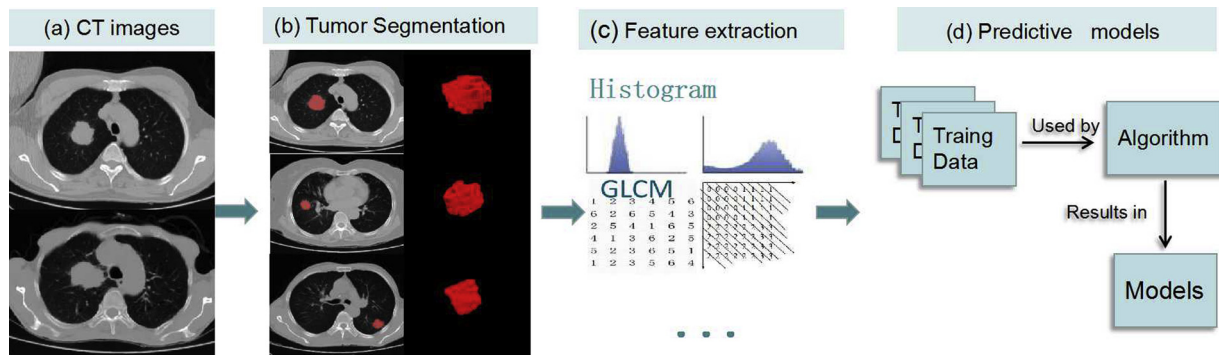 (a) CT images
(b) Tumor Segmentation
(c) Feature extraction
(d) Predictive models
Histogram
GLCM
1 2 3 4 5 6
6 2 6 5 4 3
2 5 4 1 6 5
4 1 3 6 2 5
5 2 3 6 5 1
1 2 3 5 6 4
T
D
T
D
Traing
Data
Used by
Algorithm
Results in
Models